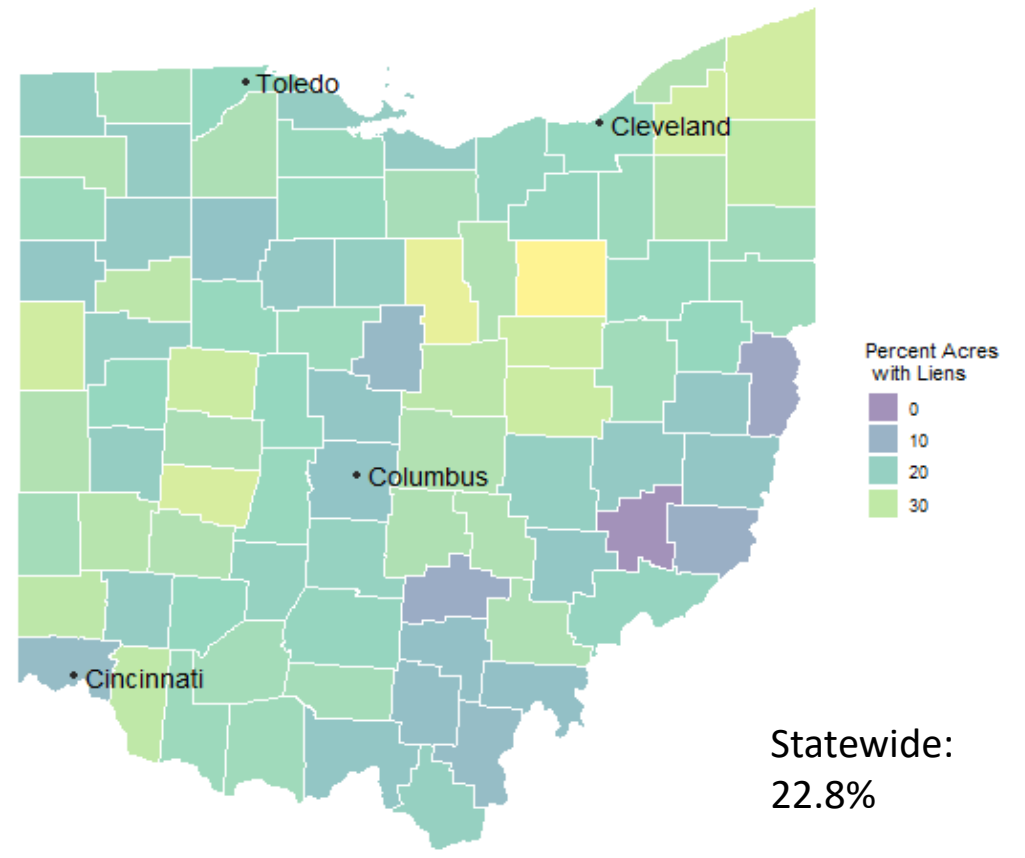 Toledo
Cleveland
Percent Acres
with Liens
0
10
20
30
Columbus
Cincinnati
Statewide:
22.8%